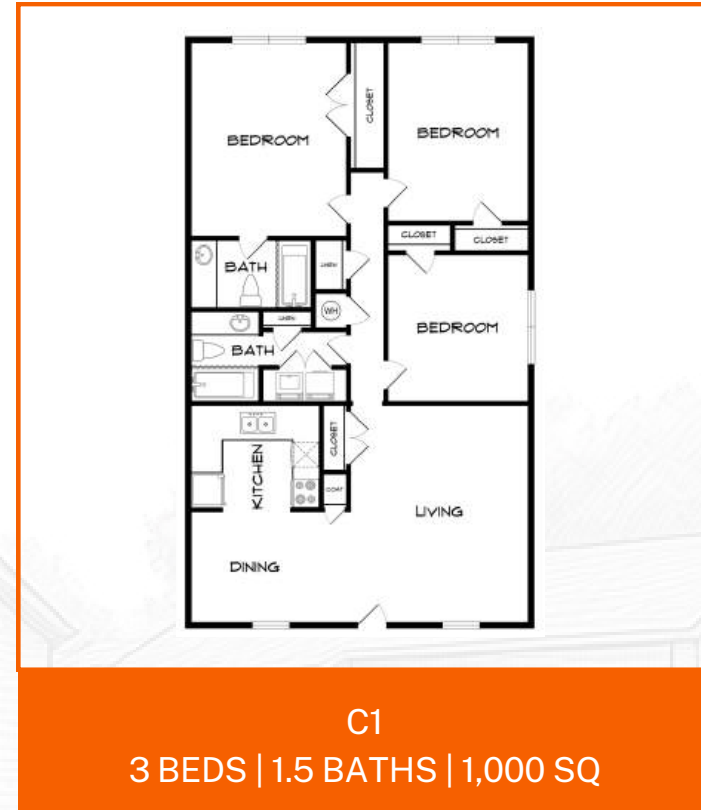 CLOSET
BEDROOM
BEDROOM
CLOSET
CLOSET
BATH
LINEN
WH
LINEN
BATH
BEDROOM
CLOSET
KITCHEN
COAT
LIVING
DINING
C1
3 BEDS | 1.5 BATHS | 1,000 SQ